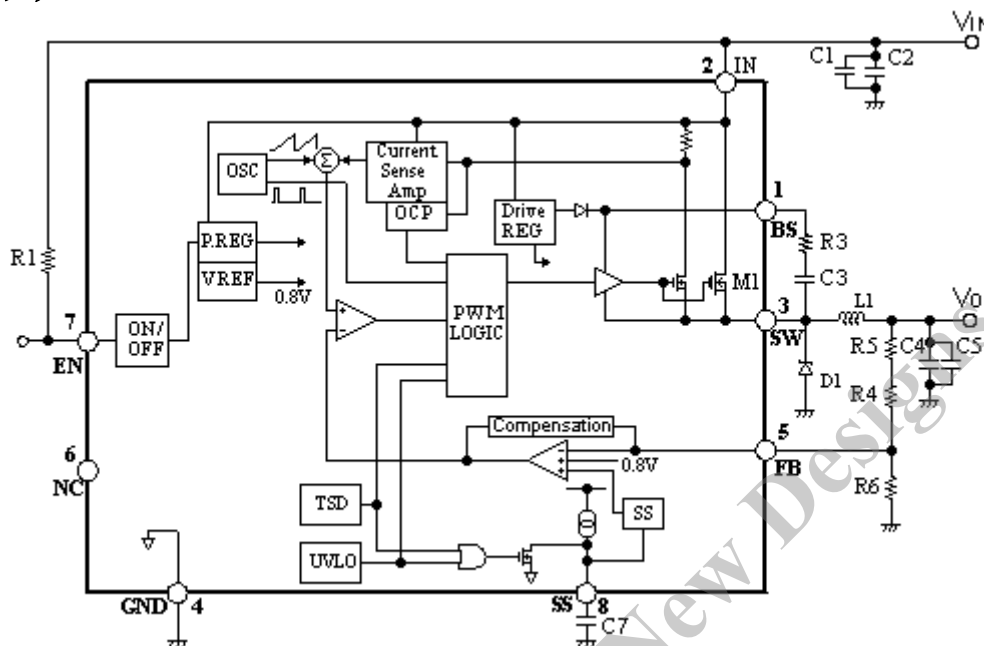 VIN
C1 C2
2 IN
OSC
Σ
Current
Sense
Amp
OCP
Drive
REG
1
BS
R3
C3
R1
P.REG
VREF
0.8V
PWM
LOGIC
M1
3
SW
L1
VO
7
EN
ON/
OFF
R5 C4 C5
D1
R4
Compensation
0.8V
5
FB
6
NC
R6
TSD
SS
UVLO
GND 4
SS 8
C7
New Designs